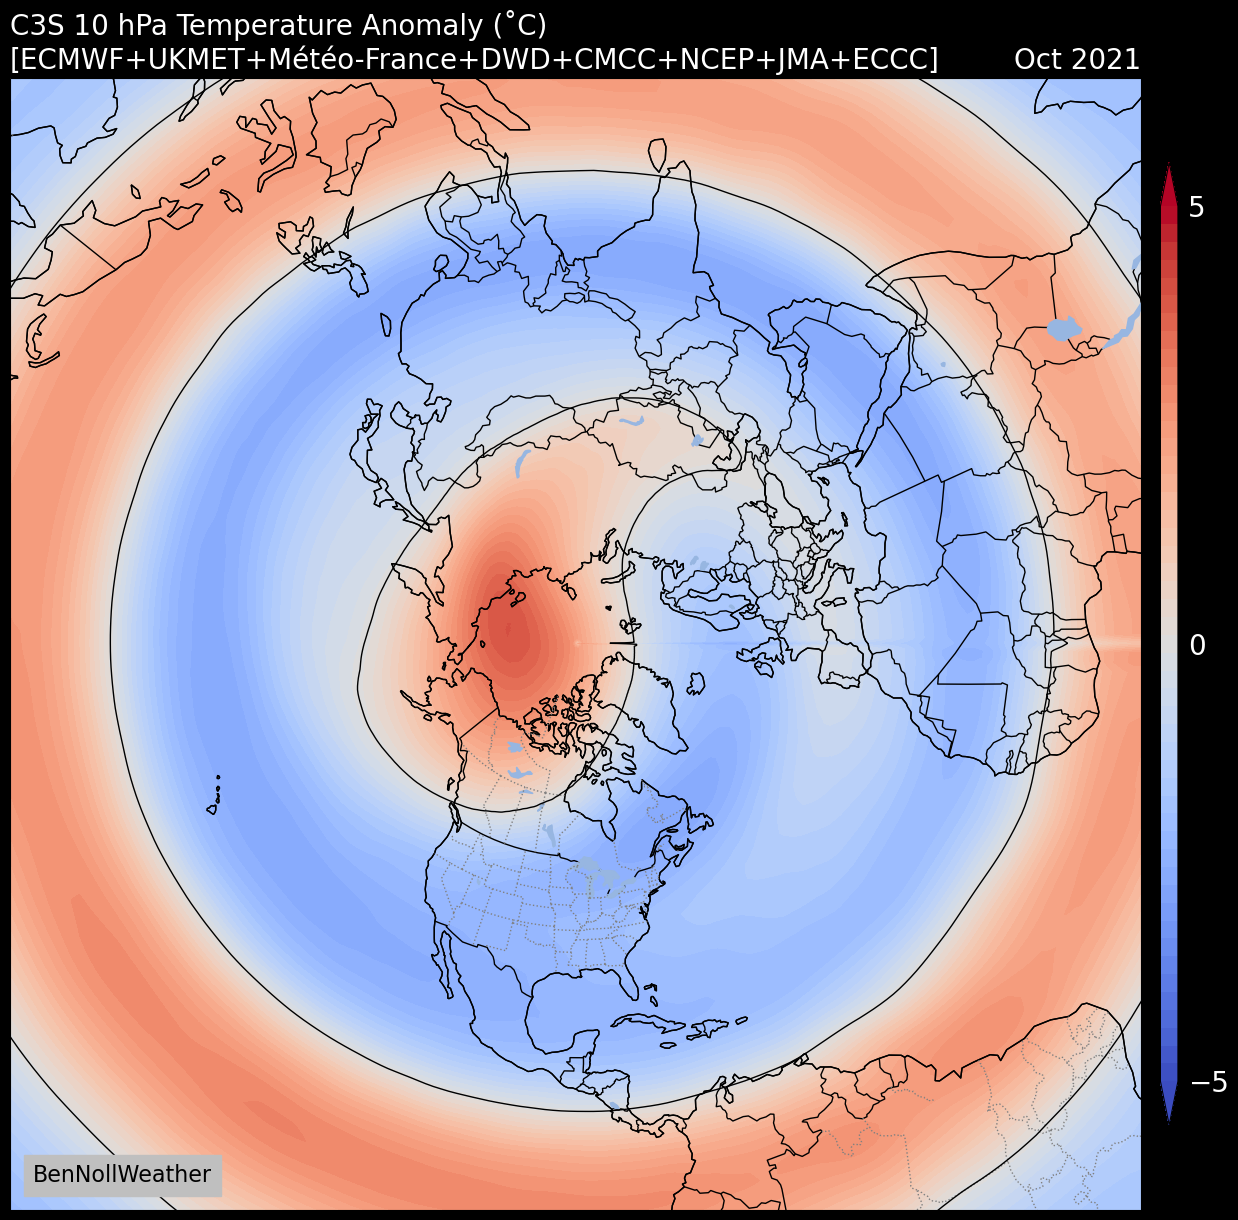 C3S 10 hPa Temperature Anomaly (˚C)
[ECMWF+UKMET+Météo-France+DWD+CMCC+NCEP+JMA+ECCC] Oct 2021
5
0
−5
BenNollWeather